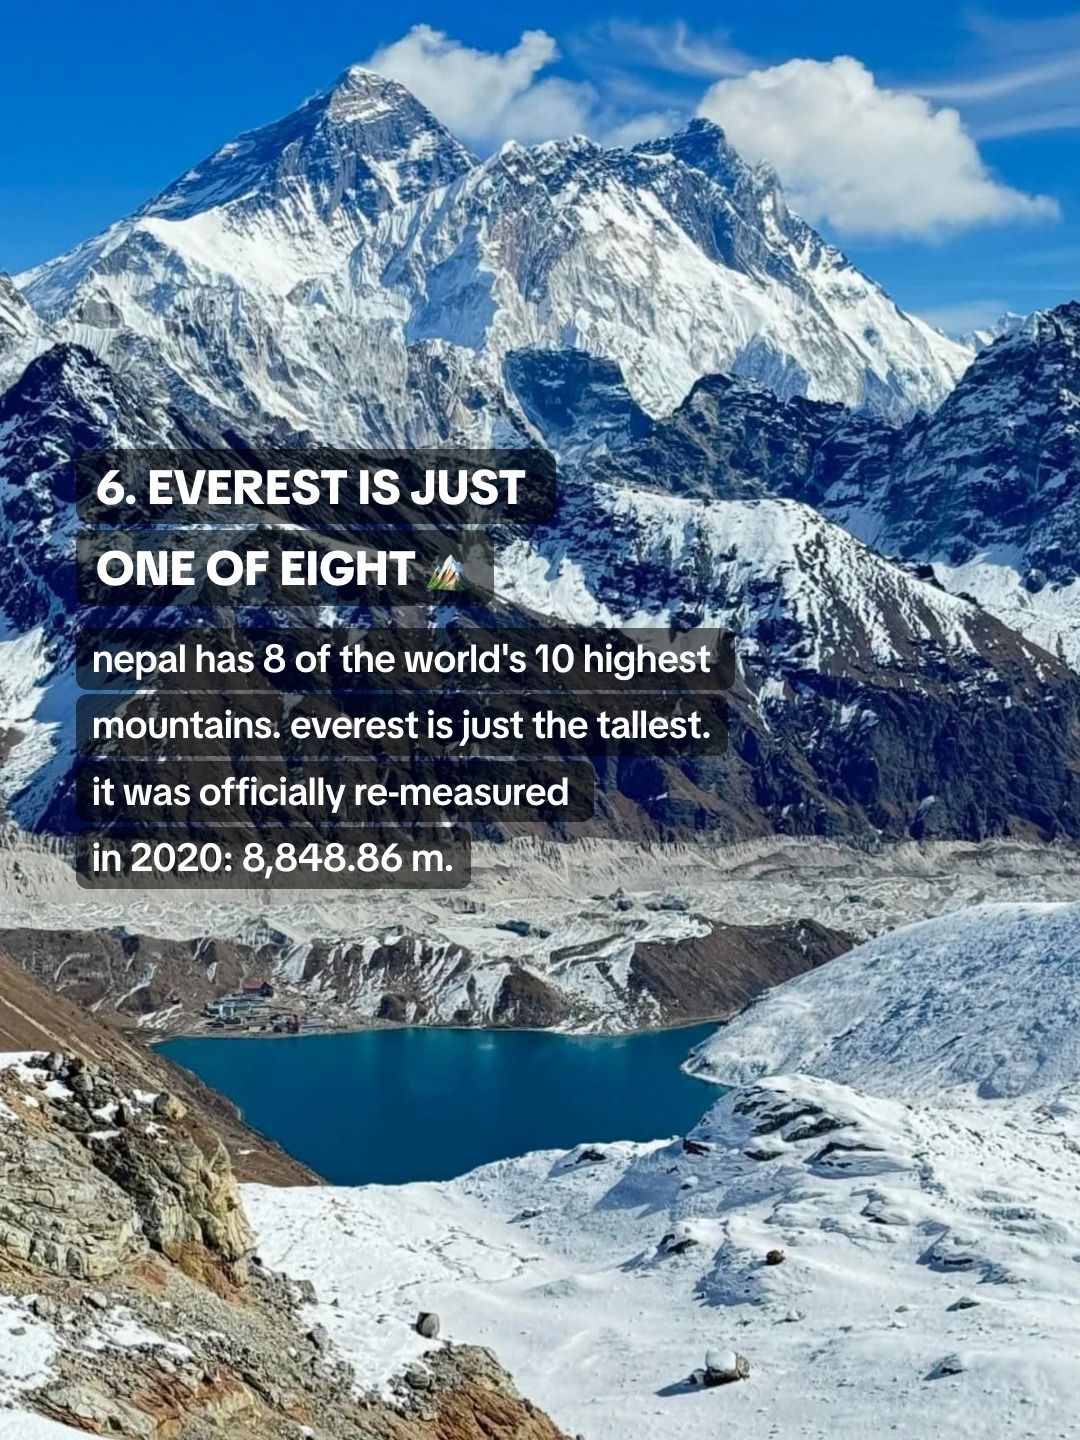 6. EVEREST IS JUST
ONE OF EIGHT 🏔️
nepal has 8 of the world's 10 highest
mountains. everest is just the tallest.
it was officially re-measured
in 2020: 8,848.86 m.